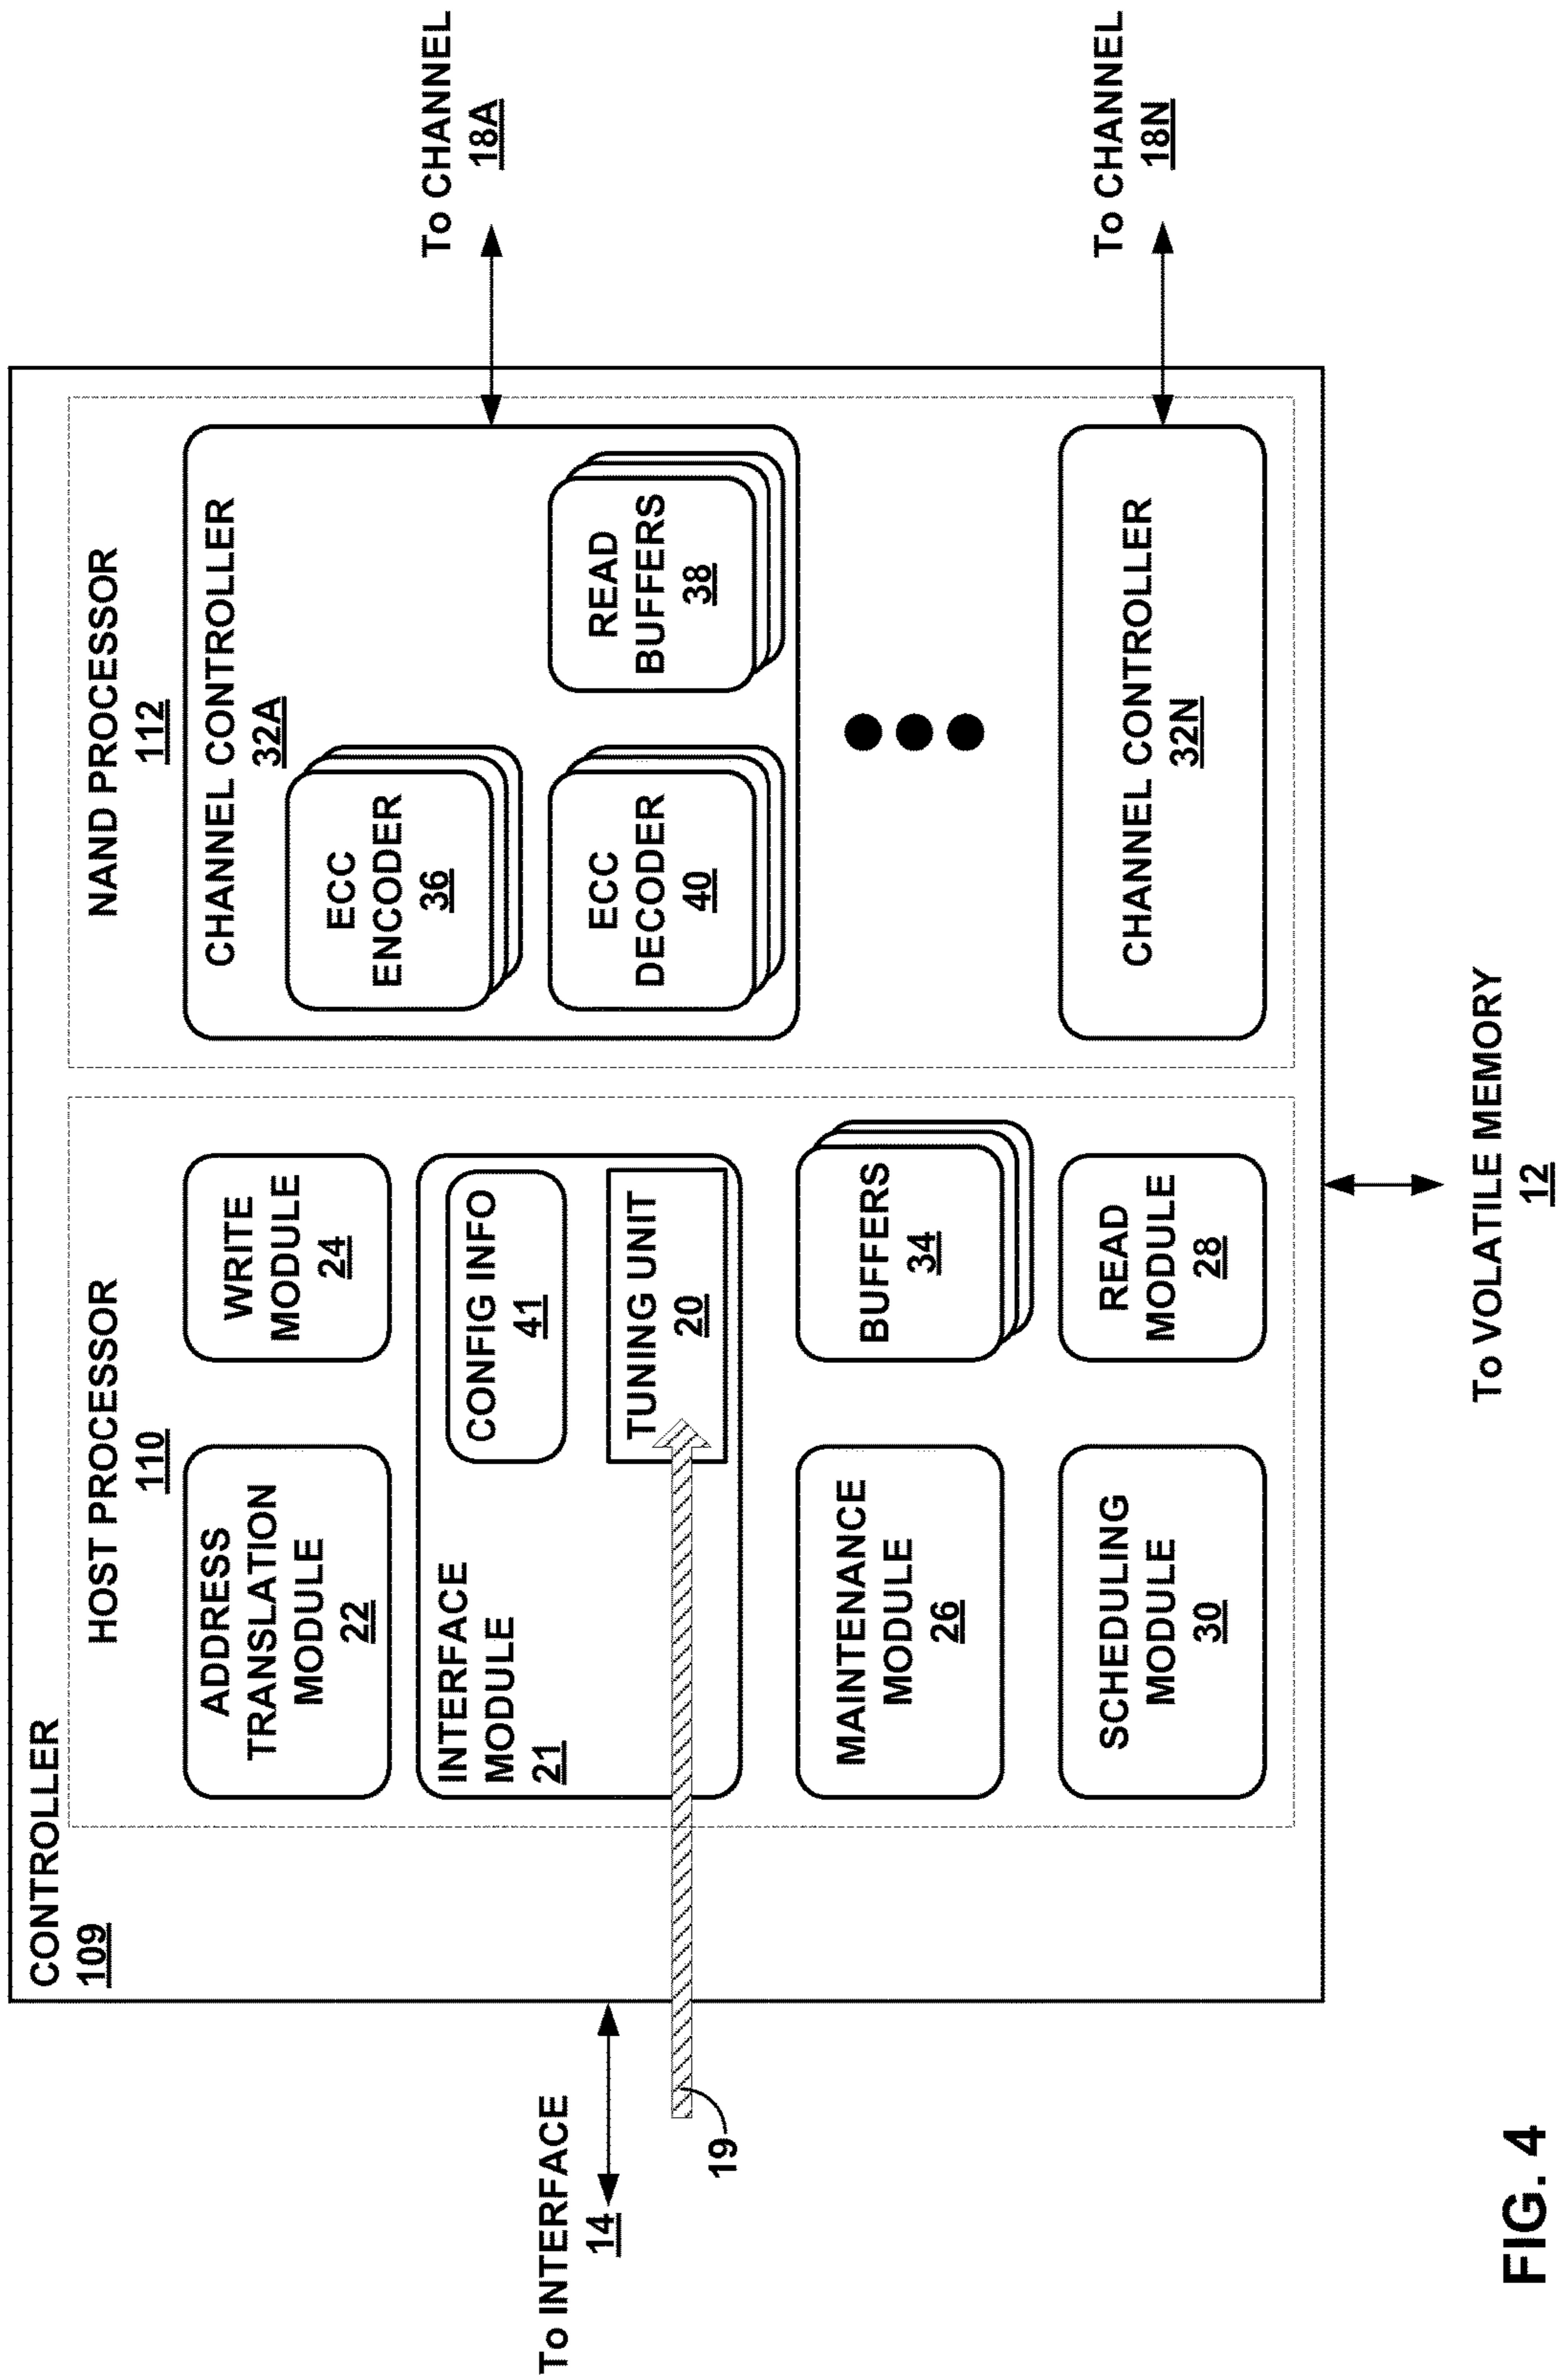 CONTROLLER
109
HOST PROCESSOR
110
ADDRESS
TRANSLATION
MODULE
22
WRITE
MODULE
24
INTERFACE
MODULE
21
CONFIG INFO
41
TUNING UNIT
20
MAINTENANCE
MODULE
26
BUFFERS
34
SCHEDULING
MODULE
30
READ
MODULE
28
NAND PROCESSOR
112
CHANNEL CONTROLLER
32A
ECC
ENCODER
36
ECC
DECODER
40
READ
BUFFERS
38
CHANNEL CONTROLLER
32N
To INTERFACE
14
19
To CHANNEL
18A
To CHANNEL
18N
To VOLATILE MEMORY
12
FIG. 4